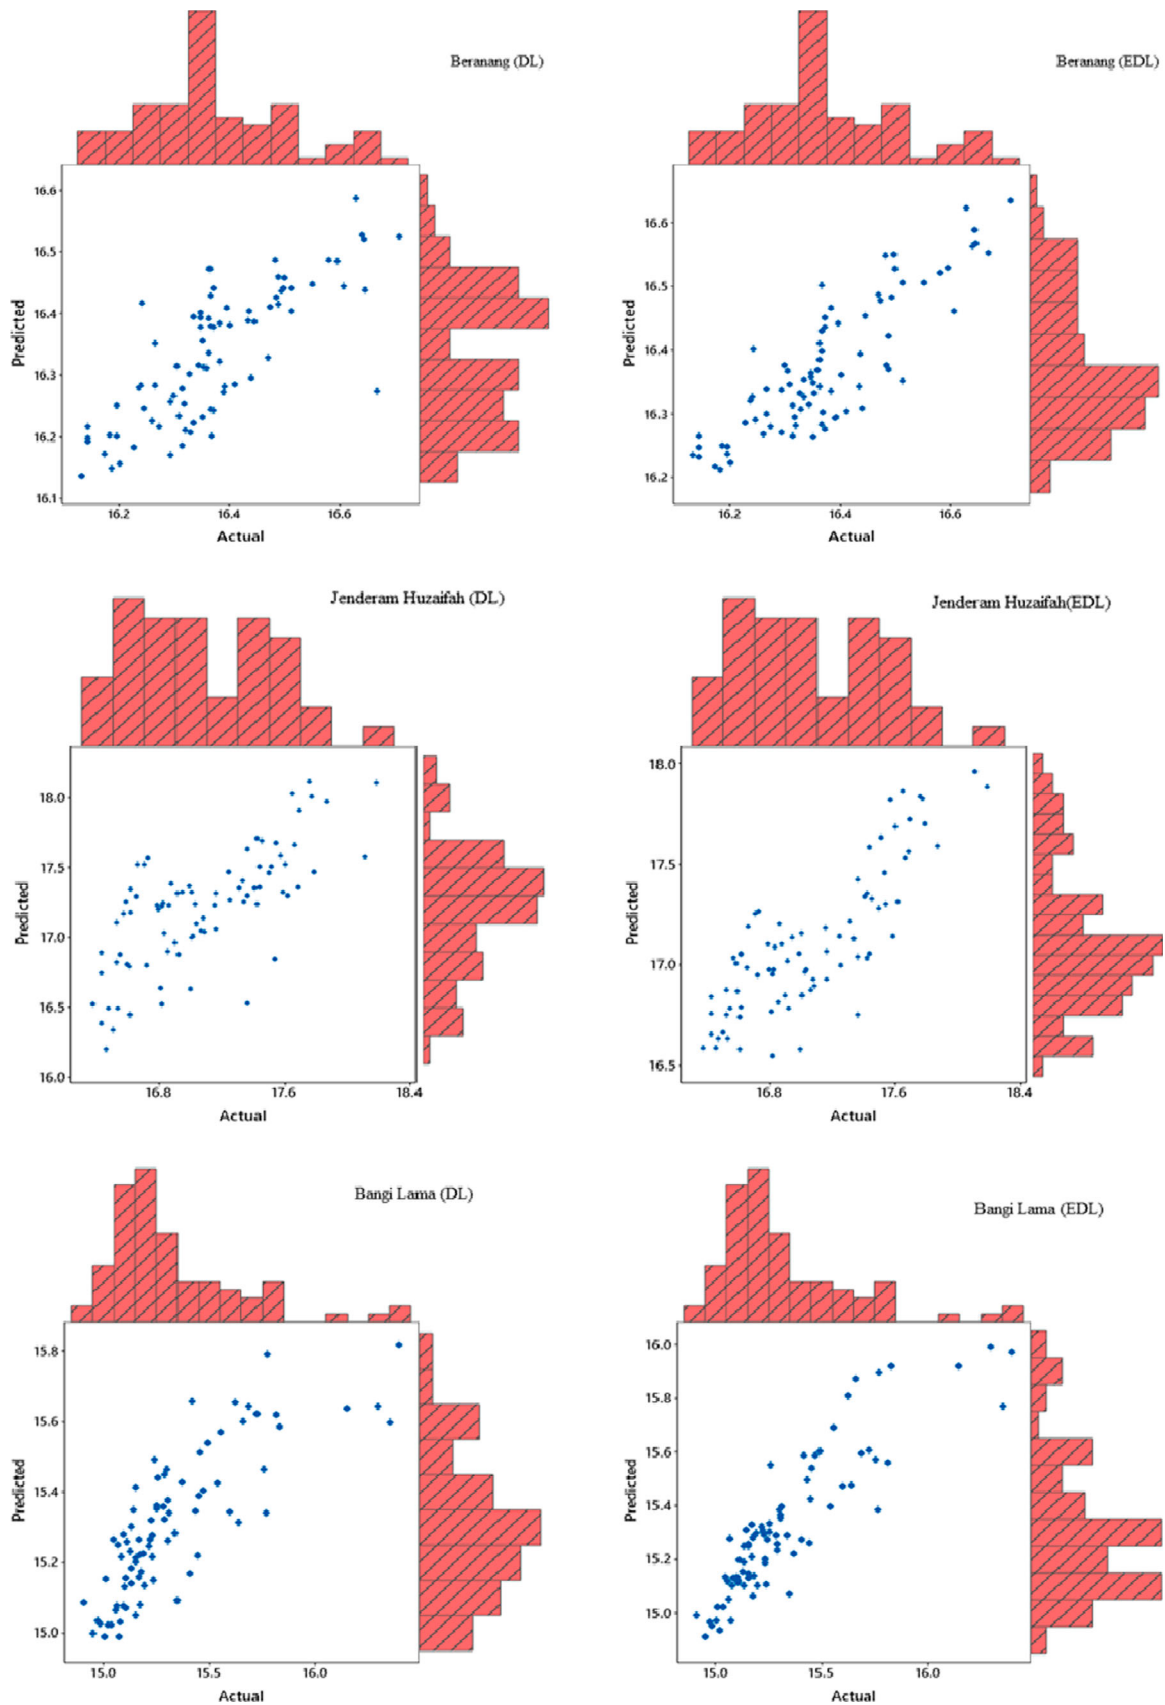 Beranang (DL)
Beranang (EDL)
16.6
16.5
16.4
16.3
16.2
16.1
Predicted
16.2
16.4
16.6
Actual
16.6
16.5
16.4
16.3
16.2
Predicted
16.2
16.4
16.6
Actual
Jenderam Huzaifah (DL)
Jenderam Huzaifah(EDL)
18.0
17.5
17.0
16.5
16.0
Predicted
16.8
17.6
18.4
Actual
18.0
17.5
17.0
16.5
Predicted
16.8
17.6
18.4
Actual
Bangi Lama (DL)
Bangi Lama (EDL)
15.8
15.6
15.4
15.2
15.0
Predicted
15.0
15.5
16.0
Actual
16.0
15.8
15.6
15.4
15.2
15.0
Predicted
15.0
15.5
16.0
Actual